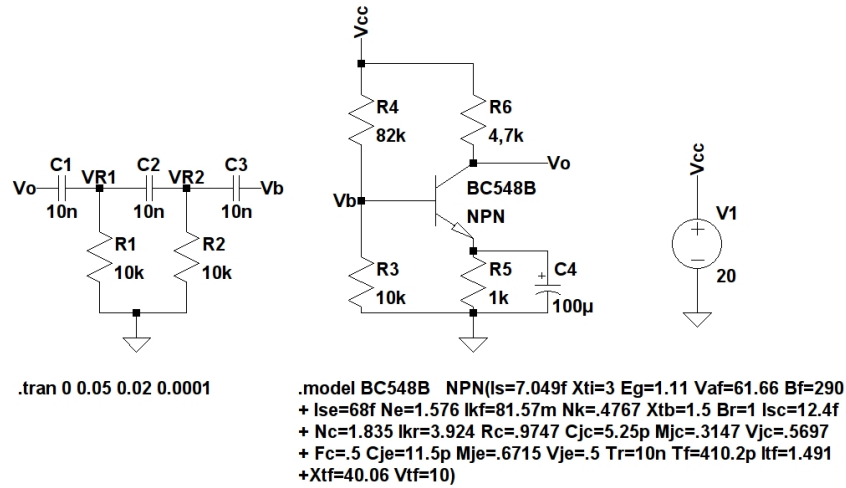 Vcc
R4
82k
R6
4,7k
C1
VR1
C2
VR2
C3
Vo
Vb
10n
10n
10n
R1
10k
R2
10k
Vb
Vo
BC548B
NPN
R3
10k
R5
1k
+
C4
100µ
Vcc
V1
+
−
20
.tran 0 0.05 0.02 0.0001
.model BC548B NPN(Is=7.049f Xti=3 Eg=1.11 Vaf=61.66 Bf=290
+ Ise=68f Ne=1.576 Ikf=81.57m Nk=.4767 Xtb=1.5 Br=1 Isc=12.4f
+ Nc=1.835 Ikr=3.924 Rc=.9747 Cjc=5.25p Mjc=.3147 Vjc=.5697
+ Fc=.5 Cje=11.5p Mje=.6715 Vje=.5 Tr=10n Tf=410.2p Itf=1.491
+Xtf=40.06 Vtf=10)